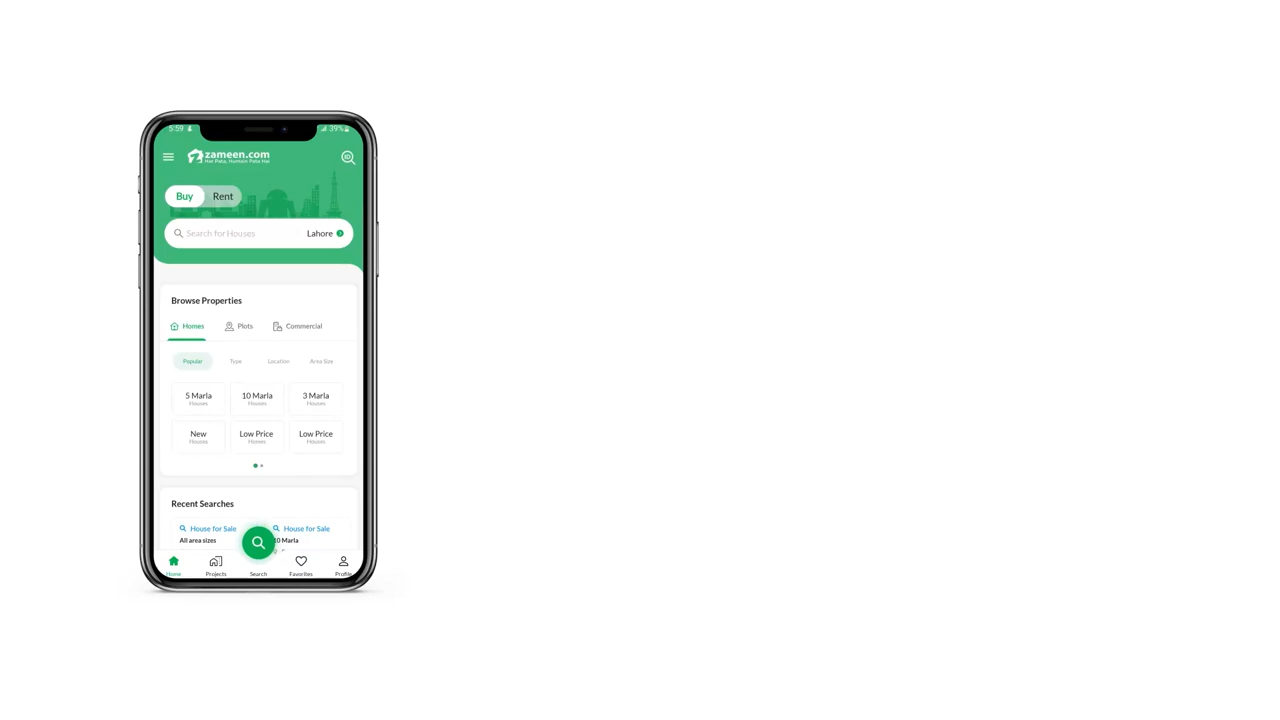 5:59
39%
zameen.com
Har Pata, Humain Pata Hai
ID
Buy Rent
Search for Houses Lahore
Browse Properties
Homes Plots Commercial
Popular Type Location Area Size
5 Marla 10 Marla 3 Marla
Houses Houses Houses
New Low Price Low Price
Houses Homes Houses
Recent Searches
House for Sale House for Sale
All area sizes 10 Marla
Home Projects Search Favorites Profile